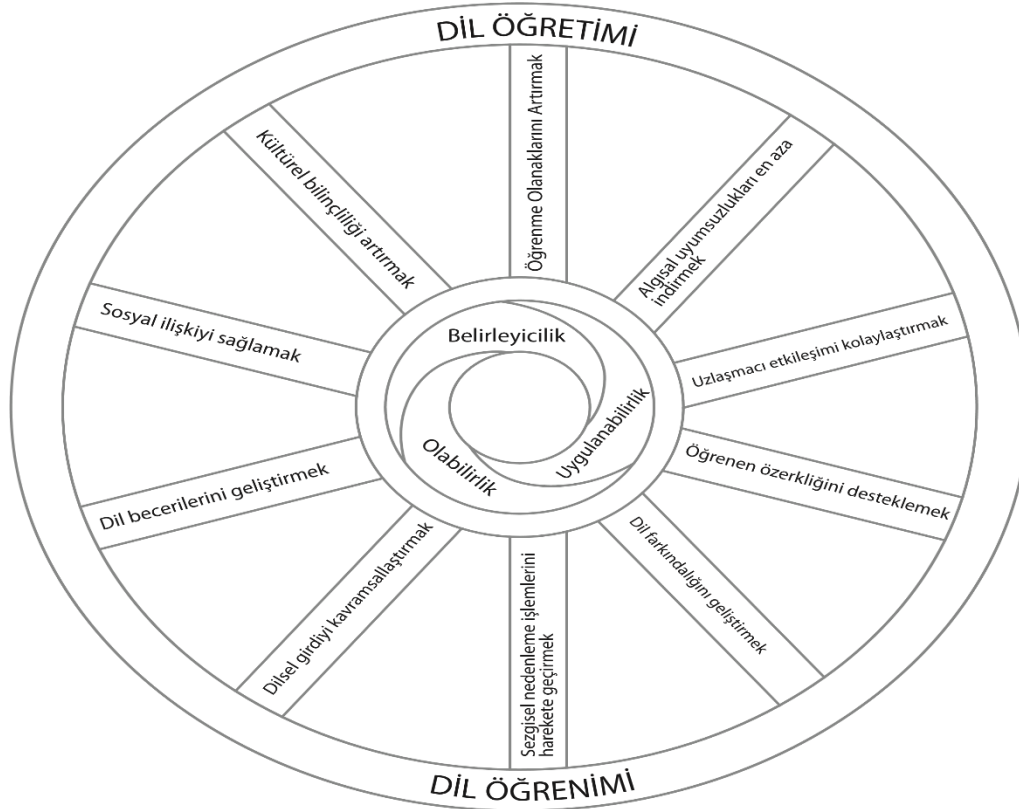 DİL ÖĞRETİMİ
Öğrenme Olanaklarını Artırmak
Algısal uyumsuzlukları en aza
indirmek
Uzlaşmacı etkileşimi kolaylaştırmak
Öğrenen özerkliğini desteklemek
Dil farkındalığını geliştirmek
Sezgisel nedenleme işlemlerini
harekete geçirmek
Dilsel girdiyi kavramsallaştırmak
Dil becerilerini geliştirmek
Sosyal ilişkiyi sağlamak
Kültürel bilinçliliği artırmak
Belirleyicilik
Uygulanabilirlik
Olabilirlik
DİL ÖĞRENİMİ